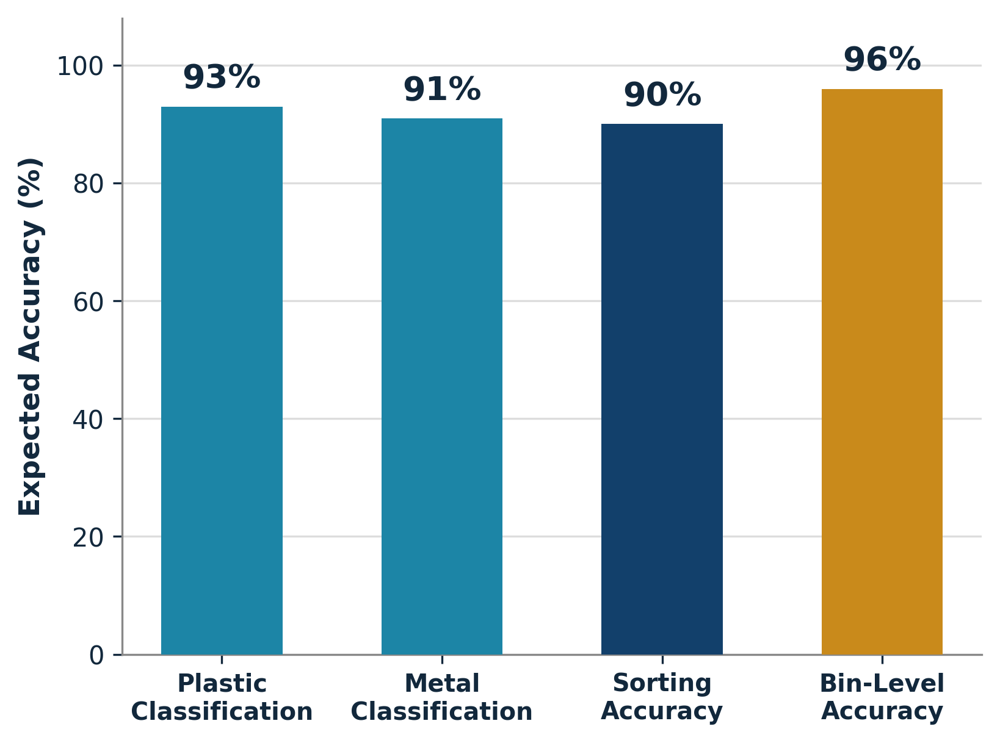 Expected Accuracy (%)
100
80
60
40
20
0
93%
91%
90%
96%
Plastic
Classification
Metal
Classification
Sorting
Accuracy
Bin-Level
Accuracy